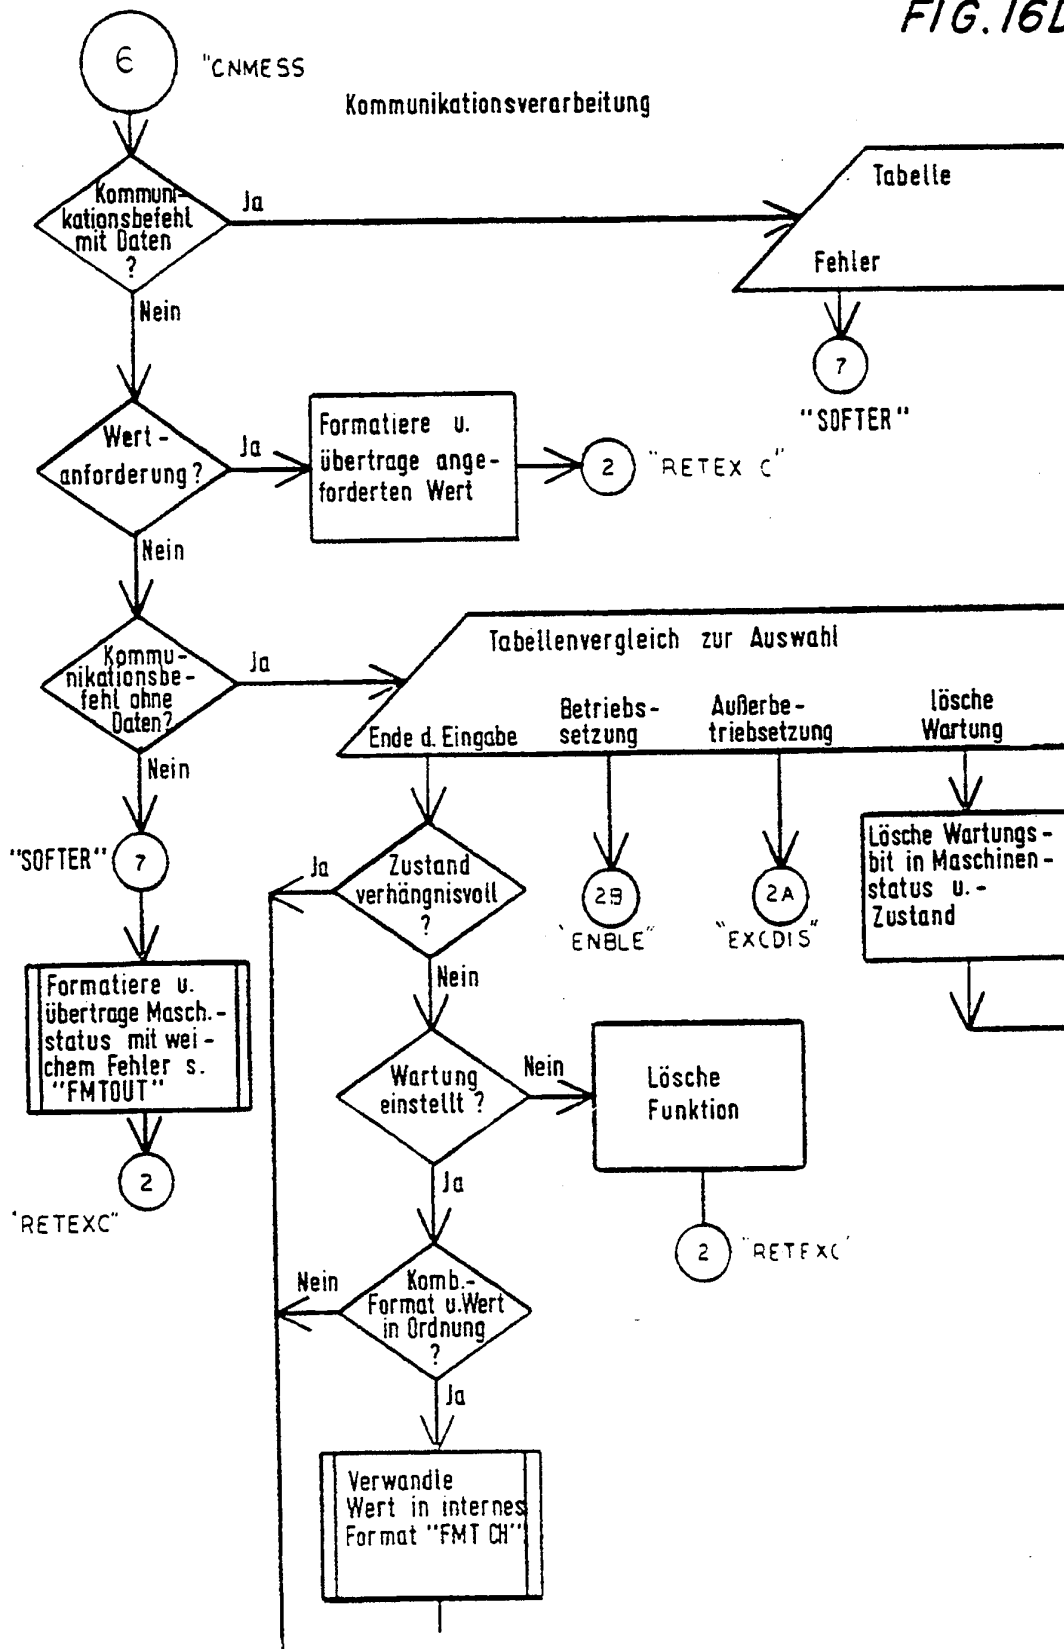 FIG. 16D
6
"CNMESS
Kommunikationsverarbeitung
Kommuni-
kationsbefehl
mit Daten
?
Ja
Nein
Tabelle
Fehler
7
"SOFTER"
Wert-
anforderung?
Ja
Nein
Formatiere u.
übertrage ange-
forderten Wert
2
"RETEX C"
Kommu-
nikationsbe-
fehl ohne
Daten?
Ja
Nein
Tabellenvergleich zur Auswahl
Ende d. Eingabe
Betriebs-
setzung
Außerbe-
triebsetzung
lösche
Wartung
"SOFTER"
7
Formatiere u.
übertrage Masch.-
status mit wei-
chem Fehler s.
"FMTOUT"
2
'RETEXC"
Zustand
verhängnisvoll
?
Ja
Nein
2B
'ENBLE"
2A
"EXCDIS"
Lösche Wartungs-
bit in Maschinen-
status u.-
Zustand
Wartung
einstellt ?
Nein
Ja
Lösche
Funktion
2
"RETEXC'
Komb.-
Format u.Wert
in Ordnung
?
Nein
Ja
Verwandle
Wert in internes
Format "FMT CH"